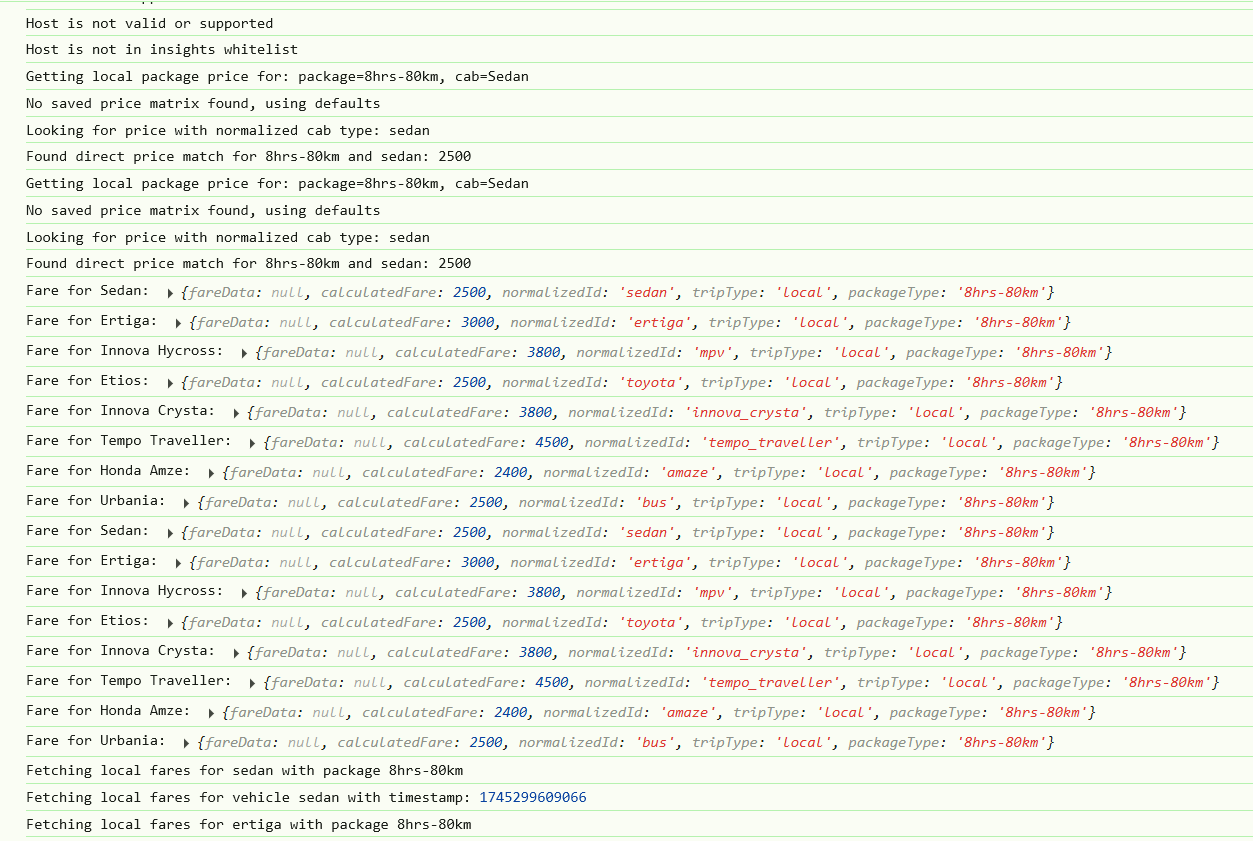 Host is not valid or supported
Host is not in insights whitelist
Getting local package price for: package=8hrs-80km, cab=Sedan
No saved price matrix found, using defaults
Looking for price with normalized cab type: sedan
Found direct price match for 8hrs-80km and sedan: 2500
Getting local package price for: package=8hrs-80km, cab=Sedan
No saved price matrix found, using defaults
Looking for price with normalized cab type: sedan
Found direct price match for 8hrs-80km and sedan: 2500
Fare for Sedan: {fareData: null, calculatedFare: 2500, normalizedId: 'sedan', tripType: 'local', packageType: '8hrs-80km'}
Fare for Ertiga: {fareData: null, calculatedFare: 3000, normalizedId: 'ertiga', tripType: 'local', packageType: '8hrs-80km'}
Fare for Innova Hycross: {fareData: null, calculatedFare: 3800, normalizedId: 'mpv', tripType: 'local', packageType: '8hrs-80km'}
Fare for Etios: {fareData: null, calculatedFare: 2500, normalizedId: 'toyota', tripType: 'local', packageType: '8hrs-80km'}
Fare for Innova Crysta: {fareData: null, calculatedFare: 3800, normalizedId: 'innova_crysta', tripType: 'local', packageType: '8hrs-80km'}
Fare for Tempo Traveller: {fareData: null, calculatedFare: 4500, normalizedId: 'tempo_traveller', tripType: 'local', packageType: '8hrs-80km'}
Fare for Honda Amze: {fareData: null, calculatedFare: 2400, normalizedId: 'amaze', tripType: 'local', packageType: '8hrs-80km'}
Fare for Urbania: {fareData: null, calculatedFare: 2500, normalizedId: 'bus', tripType: 'local', packageType: '8hrs-80km'}
Fare for Sedan: {fareData: null, calculatedFare: 2500, normalizedId: 'sedan', tripType: 'local', packageType: '8hrs-80km'}
Fare for Ertiga: {fareData: null, calculatedFare: 3000, normalizedId: 'ertiga', tripType: 'local', packageType: '8hrs-80km'}
Fare for Innova Hycross: {fareData: null, calculatedFare: 3800, normalizedId: 'mpv', tripType: 'local', packageType: '8hrs-80km'}
Fare for Etios: {fareData: null, calculatedFare: 2500, normalizedId: 'toyota', tripType: 'local', packageType: '8hrs-80km'}
Fare for Innova Crysta: {fareData: null, calculatedFare: 3800, normalizedId: 'innova_crysta', tripType: 'local', packageType: '8hrs-80km'}
Fare for Tempo Traveller: {fareData: null, calculatedFare: 4500, normalizedId: 'tempo_traveller', tripType: 'local', packageType: '8hrs-80km'}
Fare for Honda Amze: {fareData: null, calculatedFare: 2400, normalizedId: 'amaze', tripType: 'local', packageType: '8hrs-80km'}
Fare for Urbania: {fareData: null, calculatedFare: 2500, normalizedId: 'bus', tripType: 'local', packageType: '8hrs-80km'}
Fetching local fares for sedan with package 8hrs-80km
Fetching local fares for vehicle sedan with timestamp: 1745299609066
Fetching local fares for ertiga with package 8hrs-80km